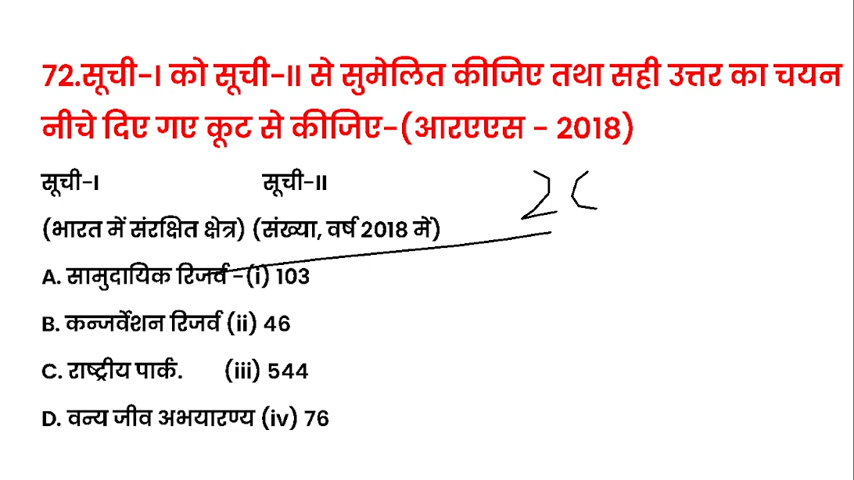 72.सूची-I को सूची-II से सुमेलित कीजिए तथा सही उत्तर का चयन
नीचे दिए गए कूट से कीजिए-(आरएएस - 2018)
सूची-I सूची-II
(भारत में संरक्षित क्षेत्र) (संख्या, वर्ष 2018 में)
A. सामुदायिक रिजर्व -(i) 103
B. कन्जर्वेशन रिजर्व (ii) 46
C. राष्ट्रीय पार्क. (iii) 544
D. वन्य जीव अभयारण्य (iv) 76